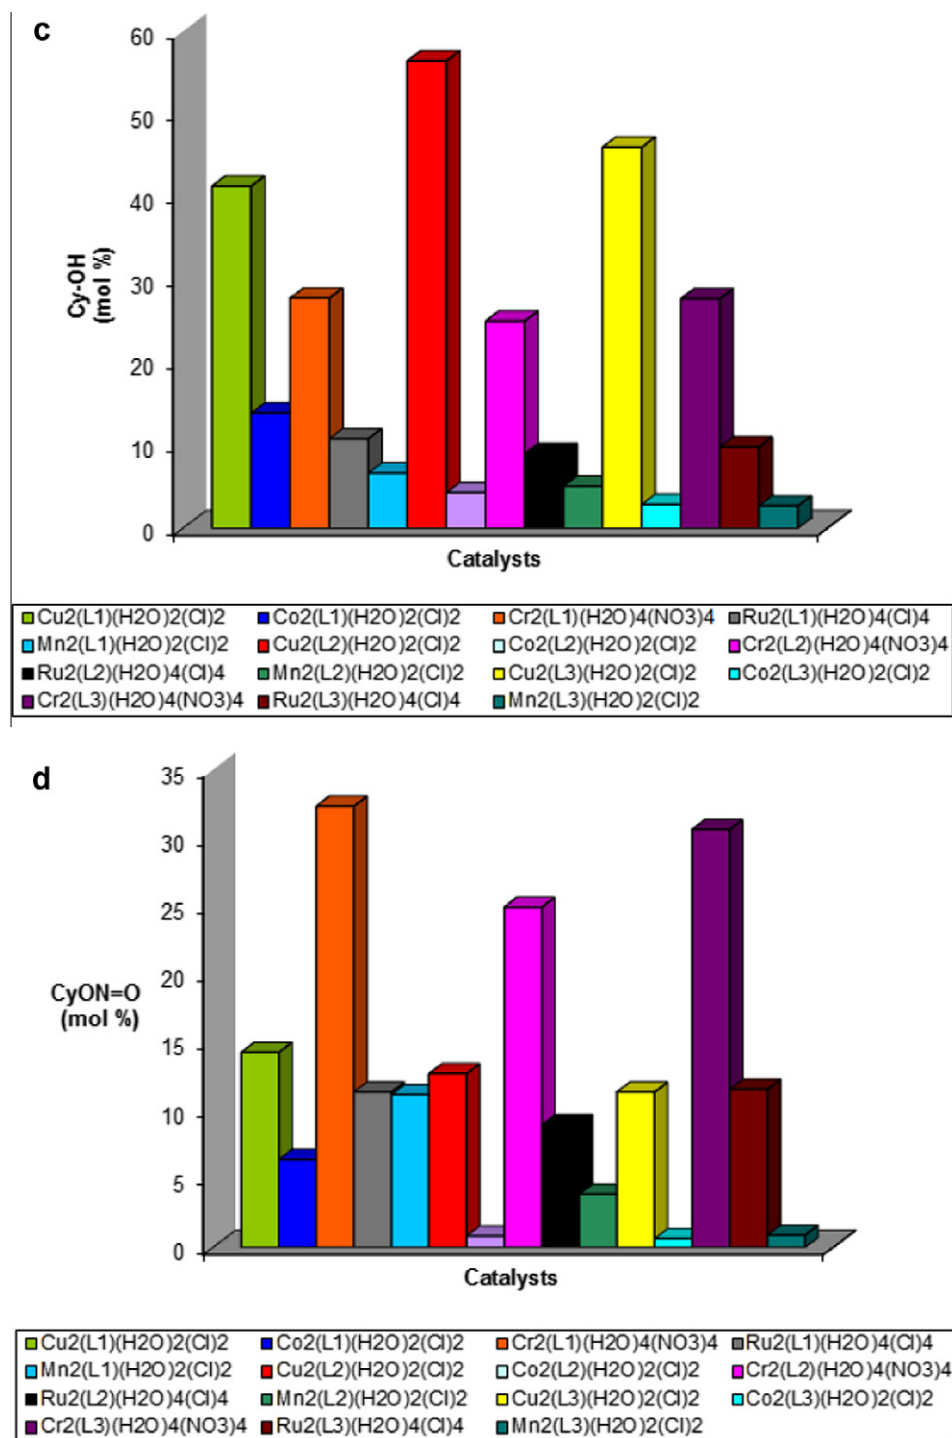 c
60
50
40
30
20
10
0
Cy-OH
(mol %)
Catalysts
Cu2(L1)(H2O)2(Cl)2 Co2(L1)(H2O)2(Cl)2 Cr2(L1)(H2O)4(NO3)4 Ru2(L1)(H2O)4(Cl)4
Mn2(L1)(H2O)2(Cl)2 Cu2(L2)(H2O)2(Cl)2 Co2(L2)(H2O)2(Cl)2 Cr2(L2)(H2O)4(NO3)4
Ru2(L2)(H2O)4(Cl)4 Mn2(L2)(H2O)2(Cl)2 Cu2(L3)(H2O)2(Cl)2 Co2(L3)(H2O)2(Cl)2
Cr2(L3)(H2O)4(NO3)4 Ru2(L3)(H2O)4(Cl)4 Mn2(L3)(H2O)2(Cl)2
d
35
30
25
20
15
10
5
0
CyON=O
(mol %)
Catalysts
Cu2(L1)(H2O)2(Cl)2 Co2(L1)(H2O)2(Cl)2 Cr2(L1)(H2O)4(NO3)4 Ru2(L1)(H2O)4(Cl)4
Mn2(L1)(H2O)2(Cl)2 Cu2(L2)(H2O)2(Cl)2 Co2(L2)(H2O)2(Cl)2 Cr2(L2)(H2O)4(NO3)4
Ru2(L2)(H2O)4(Cl)4 Mn2(L2)(H2O)2(Cl)2 Cu2(L3)(H2O)2(Cl)2 Co2(L3)(H2O)2(Cl)2
Cr2(L3)(H2O)4(NO3)4 Ru2(L3)(H2O)4(Cl)4 Mn2(L3)(H2O)2(Cl)2